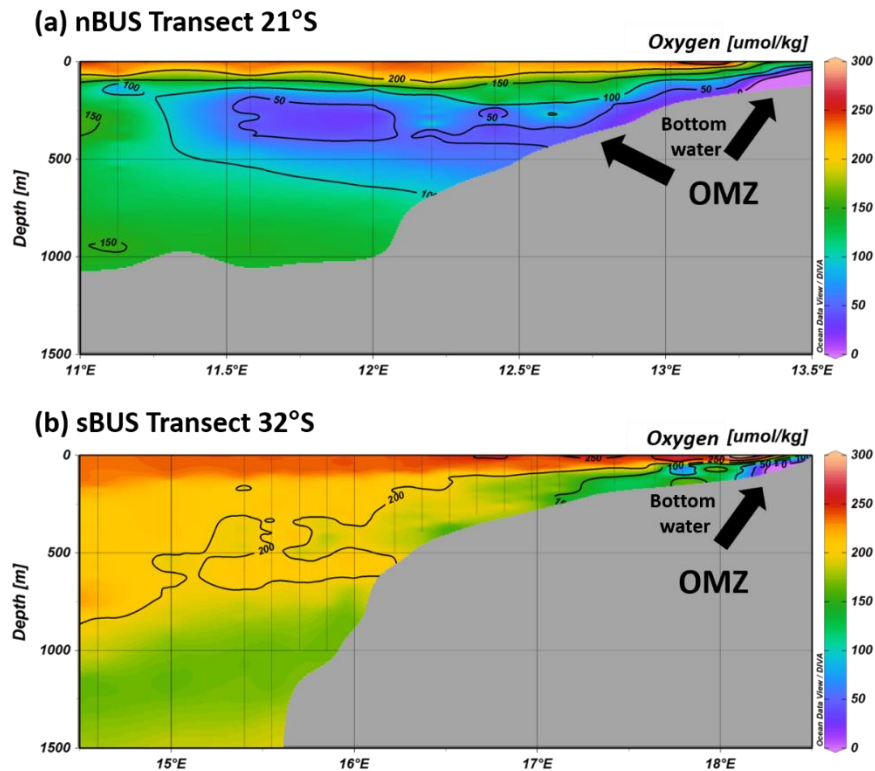 (a) nBUS Transect 21°S
Oxygen [umol/kg]
0
500
1000
1500
Depth [m]
11°E
11.5°E
12°E
12.5°E
13°E
13.5°E
100
200
150
100
50
0
50
50
150
100
150
Bottom
water
OMZ
300
250
200
150
100
50
0
Ocean Data View / DIVA
(b) sBUS Transect 32°S
Oxygen [umol/kg]
0
500
1000
1500
Depth [m]
15°E
16°E
17°E
18°E
250
250
100
50
200
200
Bottom
water
OMZ
300
250
200
150
100
50
0
Ocean Data View / DIVA